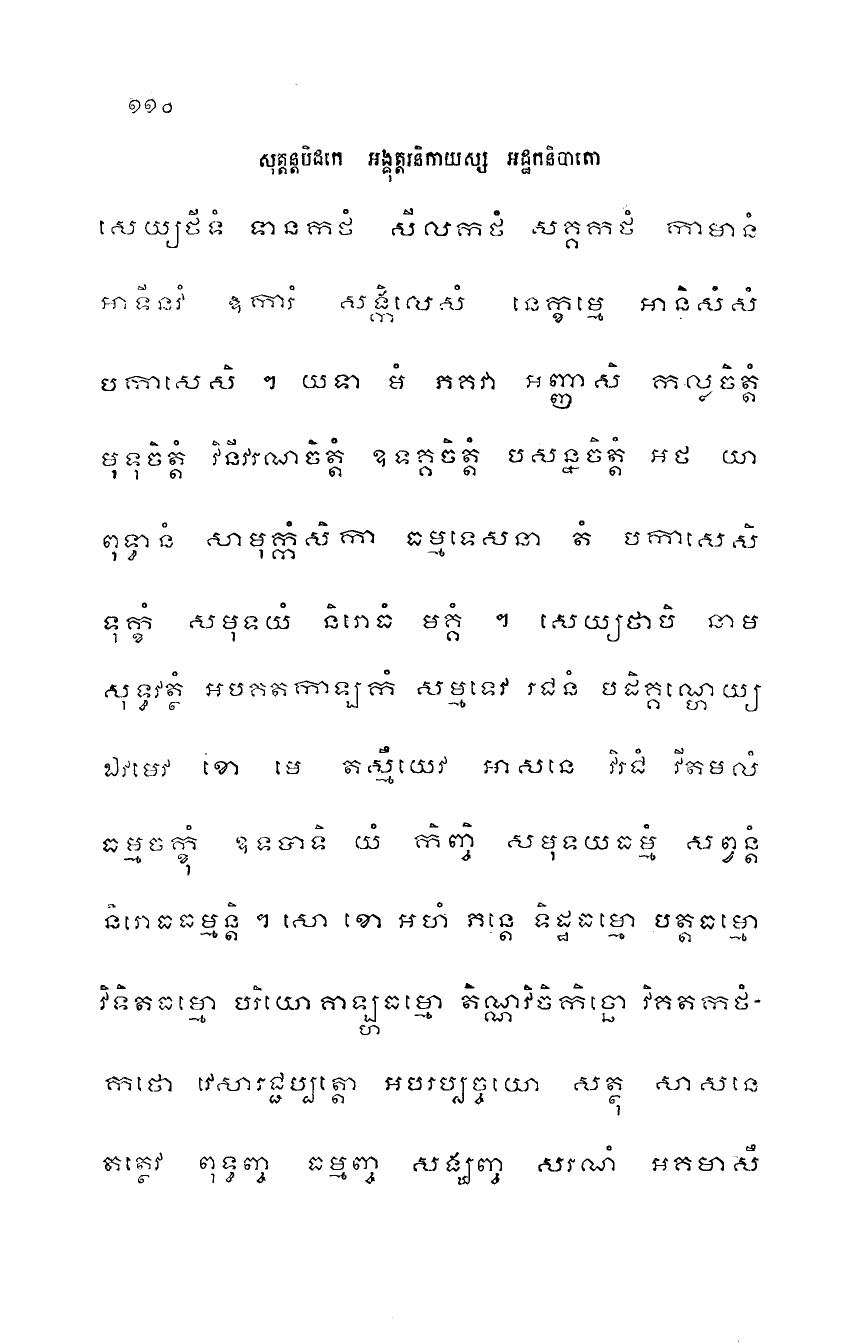 ១១០
សុត្តន្តបិដកេ អង្គុត្តរនិកាយស្ស អដ្ឋកនិបាតោ
សេយ្យថីទំ ទានកថំ សីលកថំ សគ្គកថំ កាមានំ
អាទីនវំ ឱការំ សង្កិលេសំ នេក្ខម្មេ អានិសំសំ
បកាសេសិ ។ យទា មំ ភគវា អញ្ញាសិ កល្លចិត្តំ
មុទុចិត្តំ វិនីវរណចិត្តំ ឧទគ្គចិត្តំ បសន្នចិត្តំ អថ យា
ពុទ្ធានំ សាមុក្កំសិកា ធម្មទេសនា តំ បកាសេសិ
ទុក្ខំ សមុទយំ និរោធំ មគ្គំ ។ សេយ្យថាបិ នាម
សុទ្ធវត្ថំ អបគតកាឡកំ សម្មទេវ រជនំ បដិគ្គណ្ហេយ្យ
ឯវមេវ ខោ មេ តស្មឹយេវ អាសនេ វិរជំ វីតមលំ
ធម្មចក្ខុំ ឧទបាទិ យំ កិញ្ចិ សមុទយធម្មំ សព្វន្តំ
និរោធធម្មន្តិ ។ សោ ខោ អហំ ភន្តេ ទិដ្ឋធម្មោ បត្តធម្មោ
វិទិតធម្មោ បរិយោគាឡ្ហធម្មោ តិណ្ណវិចិកិច្ឆោ វិគតកថំ-
កថោ វេសារជ្ជប្បត្តោ អបរប្បច្ចយោ សត្ថុ សាសនេ
តត្ថេវ ពុទ្ធញ្ច ធម្មញ្ច សង្ឃញ្ច សរណំ អគមាសឹ